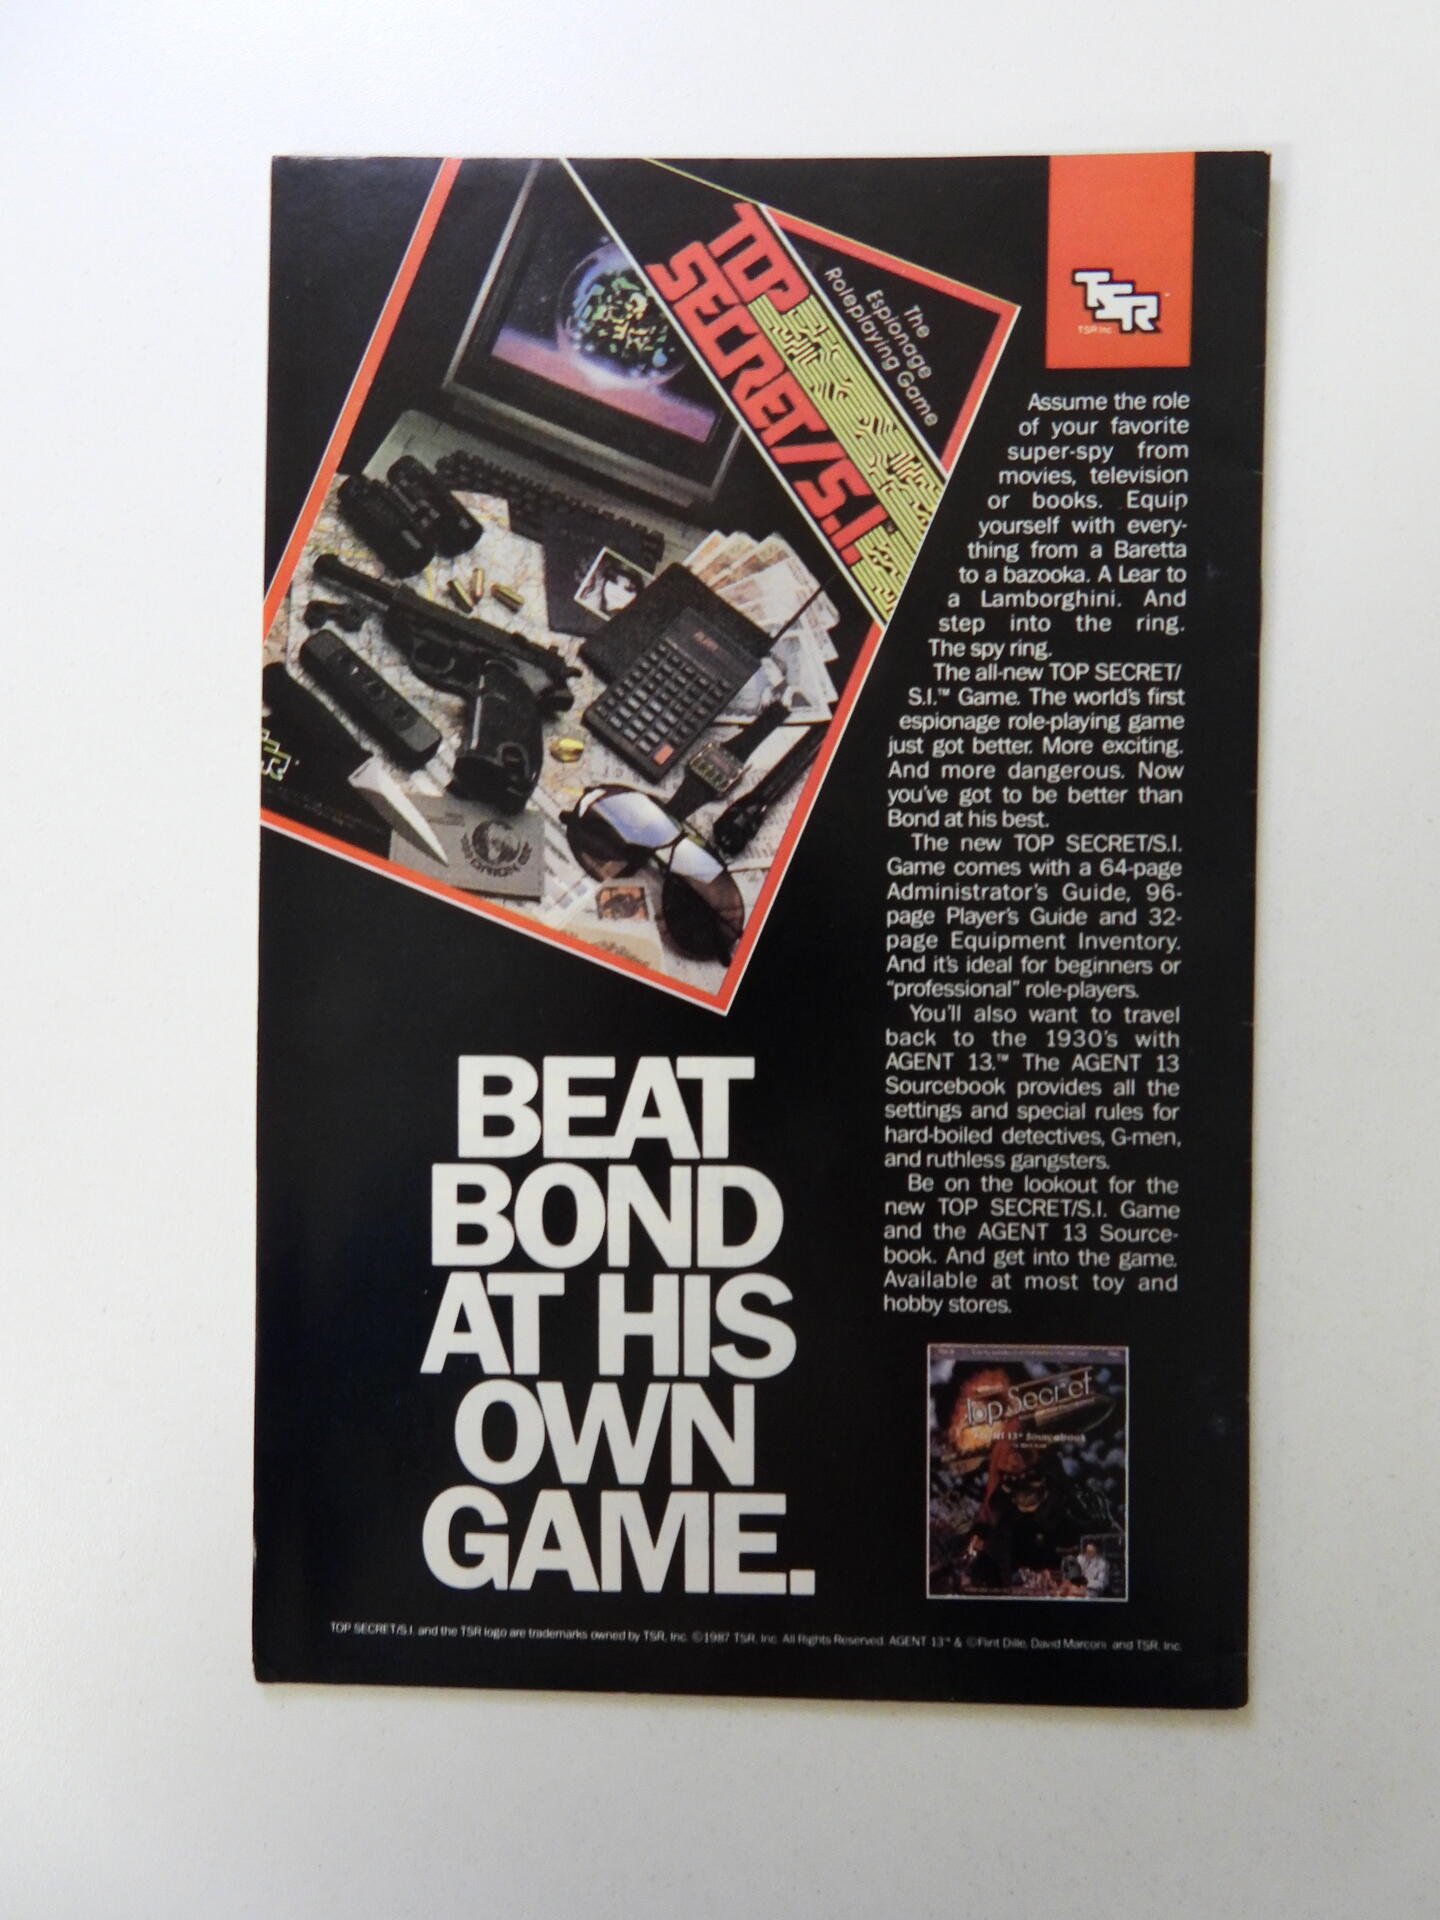 TOP
SECRET/S.I.™
The
Espionage
Roleplaying Game
TSR™
TSR Inc.
TSR
Assume the role
of your favorite
super-spy from
movies, television
or books. Equip
yourself with every-
thing from a Baretta
to a bazooka. A Lear to
a Lamborghini. And
step into the ring.
The spy ring.
The all-new TOP SECRET/
S.I.™ Game. The world's first
espionage role-playing game
just got better. More exciting.
And more dangerous. Now
you've got to be better than
Bond at his best.
The new TOP SECRET/S.I.
Game comes with a 64-page
Administrator's Guide, 96-
page Player's Guide and 32-
page Equipment Inventory.
And it's ideal for beginners or
"professional" role-players.
You'll also want to travel
back to the 1930's with
AGENT 13.™ The AGENT 13
Sourcebook provides all the
settings and special rules for
hard-boiled detectives, G-men,
and ruthless gangsters.
Be on the lookout for the
new TOP SECRET/S.I. Game
and the AGENT 13 Source-
book. And get into the game.
Available at most toy and
hobby stores.
BEAT
BOND
AT HIS
OWN
GAME.
Top Secret
AGENT 13™ Sourcebook
TOP SECRET/S.I. and the TSR logo are trademarks owned by TSR, Inc. ©1987 TSR, Inc. All Rights Reserved. AGENT 13™ & ©Flint Dille, David Marconi and TSR, Inc.